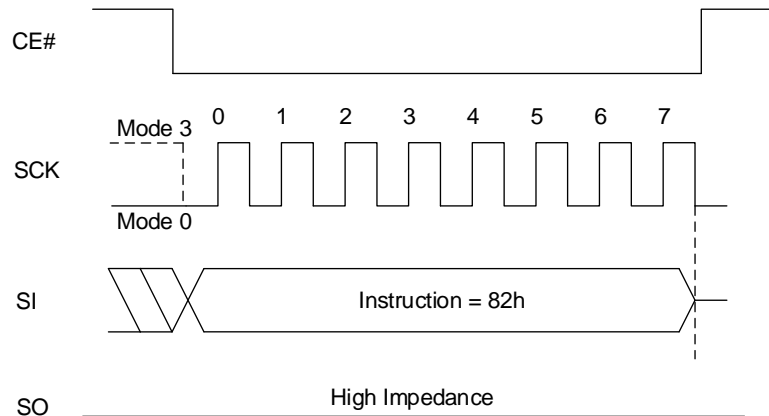 CE#
0 1 2 3 4 5 6 7
Mode 3
SCK
Mode 0
SI
Instruction = 82h
SO
High Impedance